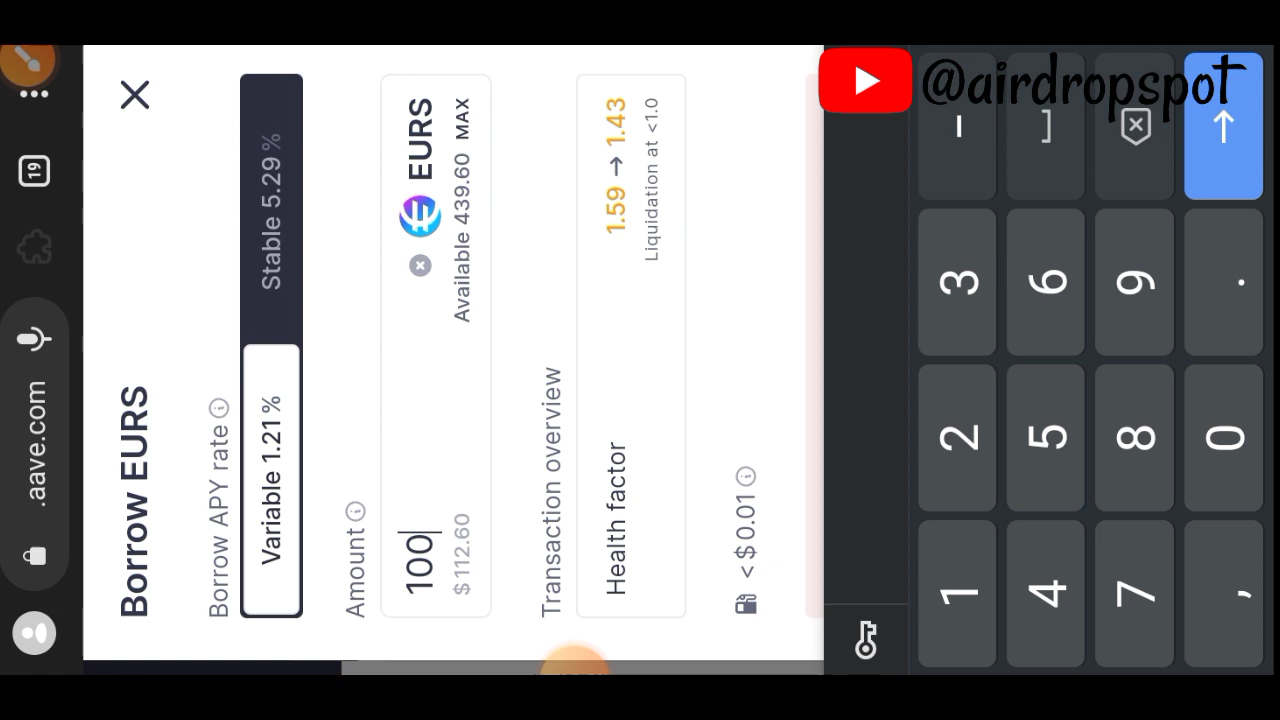 @airdropspot
19
.aave.com
Borrow EURS
Borrow APY rate
Variable 1.21 %
Stable 5.29 %
Amount
100
EURS
$ 112.60
Available 439.60 MAX
Transaction overview
Health factor
1.59 → 1.43
Liquidation at <1.0
< $ 0.01
1 2 3 -
4 5 6
7 8 9
, 0 .